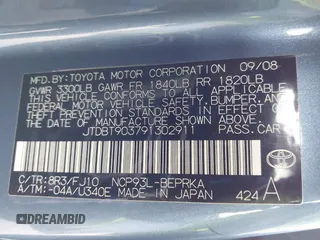 MFD.BY:TOYOTA MOTOR CORPORATION 09/08
GVWR 3300LB GAWR FR 1840LB RR 1820LB
THIS VEHICLE CONFORMS TO ALL APPLICABLE
FEDERAL MOTOR VEHICLE SAFETY, BUMPER, AND
THEFT PREVENTION STANDARDS IN EFFECT ON
THE DATE OF MANUFACTURE SHOWN ABOVE.
JTDBT903791302911 PASS.CAR
C/TR:8R3/FJ10 NCP93L-BEPRKA
A/TM:-04A/U340E MADE IN JAPAN 424 A
TOYOTA